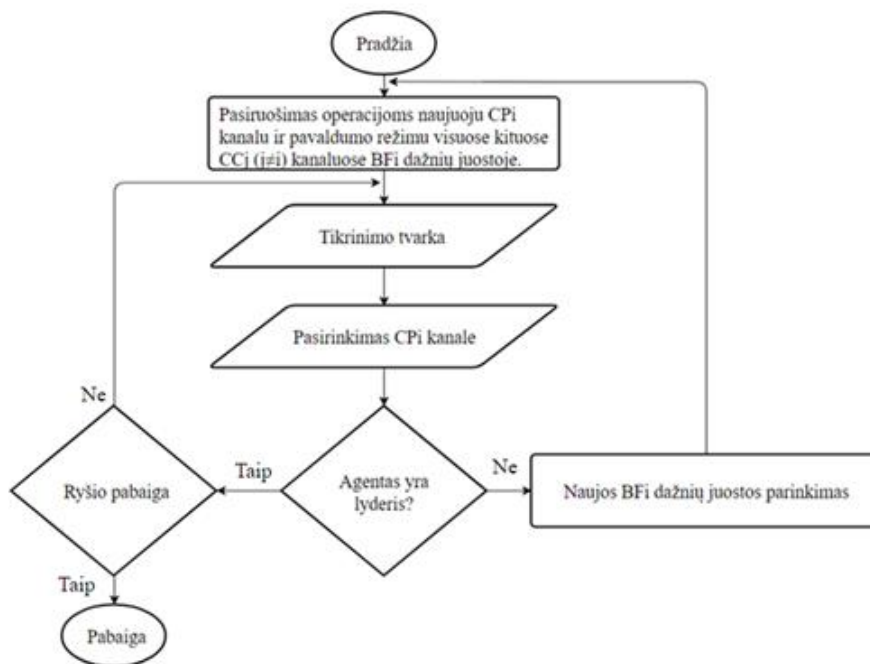 Pradžia
Pasiruošimas operacijoms naujuoju CPi
kanalu ir pavaldumo režimu visuose kituose
CCj (j≠i) kanaluose BFi dažnių juostoje.
Tikrinimo tvarka
Pasirinkimas CPi kanale
Ne
Ryšio pabaiga
Taip
Agentas yra
lyderis?
Ne
Naujos BFi dažnių juostos parinkimas
Taip
Pabaiga